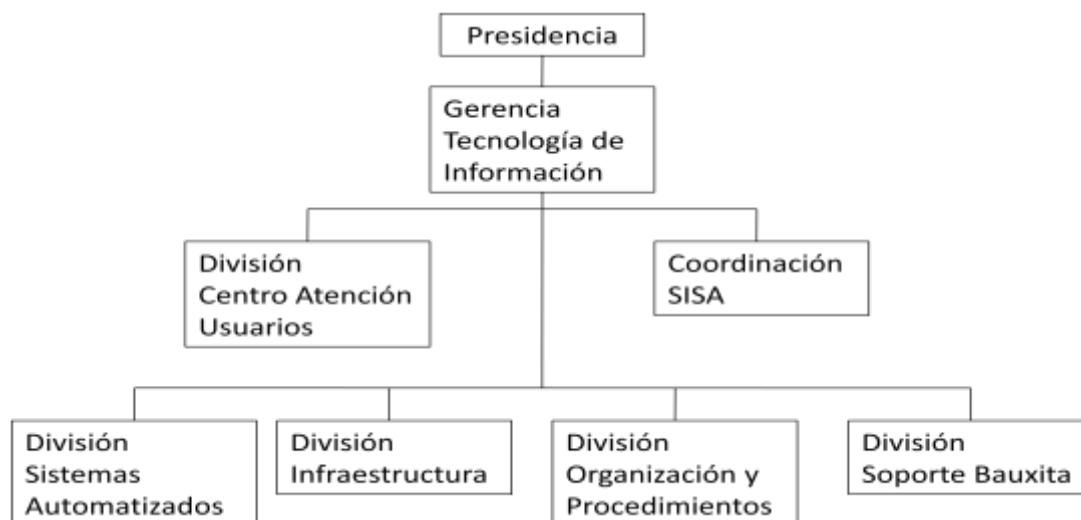 Presidencia
Gerencia
Tecnología de
Información
División
Centro Atención
Usuarios
Coordinación
SISA
División
Sistemas
Automatizados
División
Infraestructura
División
Organización y
Procedimientos
División
Soporte Bauxita